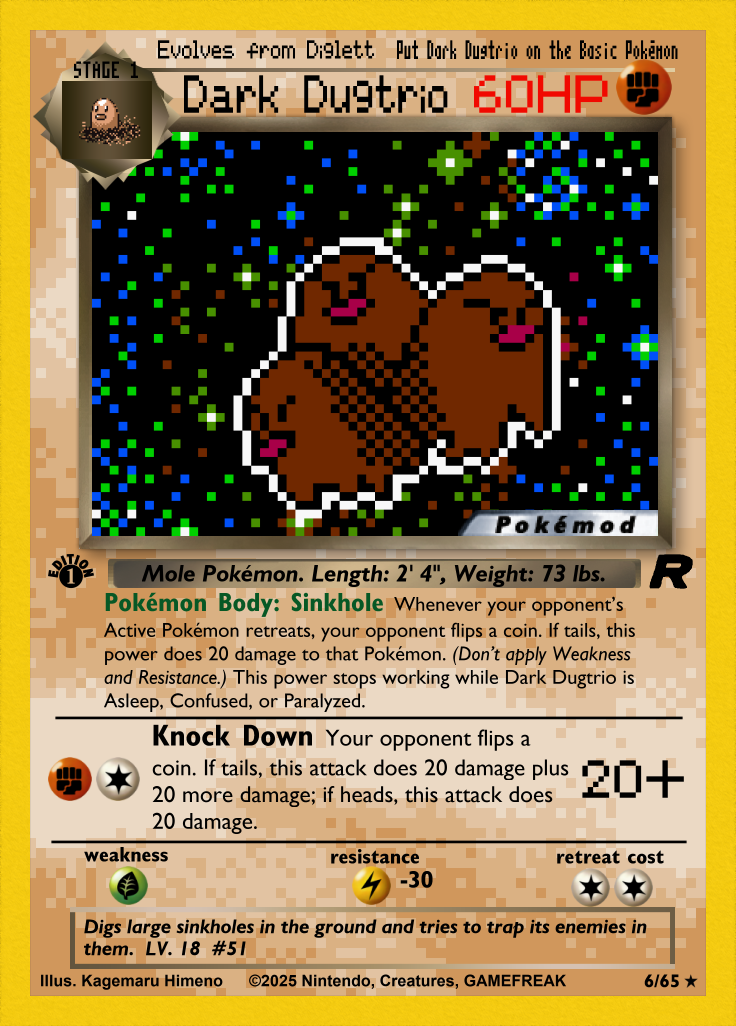 Evolves from Diglett Put Dark Dugtrio on the Basic Pokémon
STAGE 1
Dark Dugtrio 60HP
Pokémod
EDITION 1
Mole Pokémon. Length: 2' 4", Weight: 73 lbs.
R
Pokémon Body: Sinkhole Whenever your opponent's
Active Pokémon retreats, your opponent flips a coin. If tails, this
power does 20 damage to that Pokémon. (Don't apply Weakness
and Resistance.) This power stops working while Dark Dugtrio is
Asleep, Confused, or Paralyzed.
Knock Down Your opponent flips a
coin. If tails, this attack does 20 damage plus
20 more damage; if heads, this attack does
20 damage.
20+
weakness resistance retreat cost
-30
Digs large sinkholes in the ground and tries to trap its enemies in
them. LV. 18 #51
Illus. Kagemaru Himeno ©2025 Nintendo, Creatures, GAMEFREAK 6/65 ★